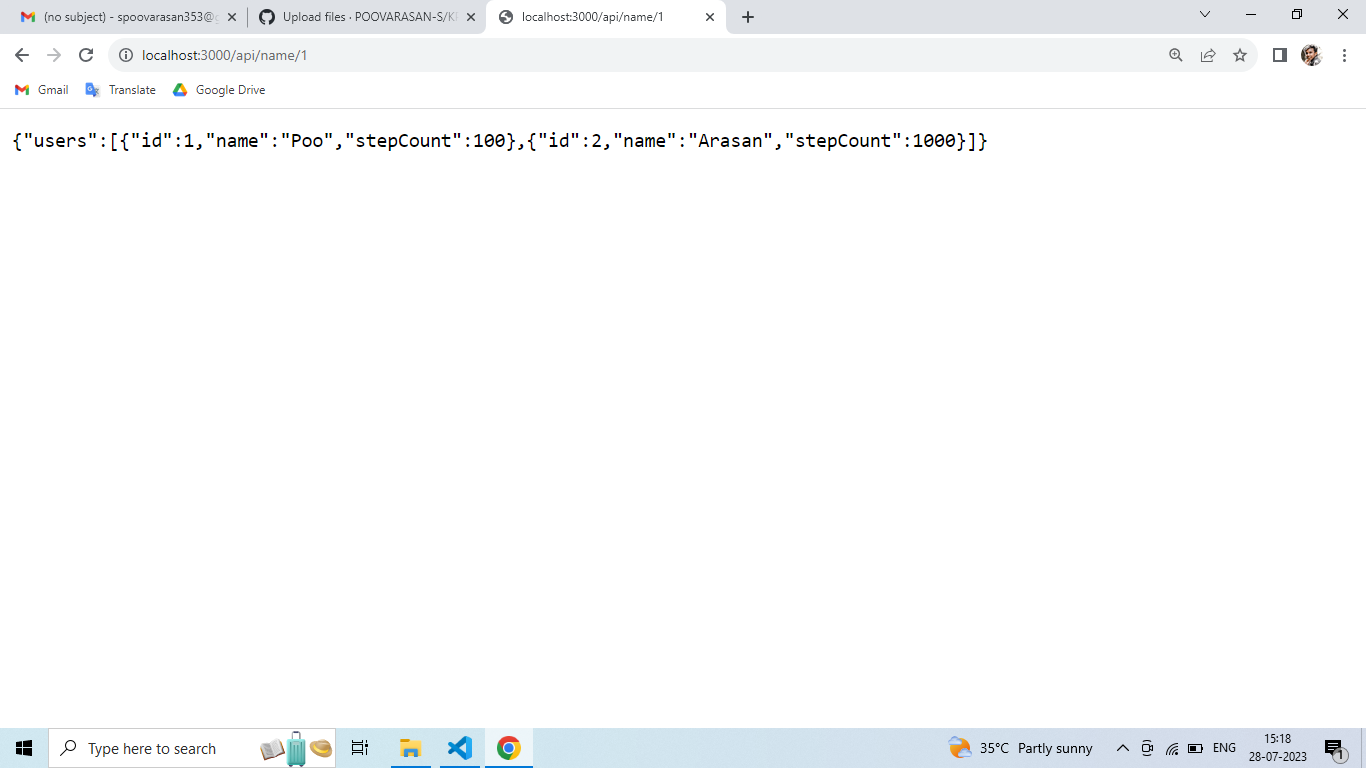 (no subject) - spoovarasan353@g
Upload files · POOVARASAN-S/KI
localhost:3000/api/name/1
localhost:3000/api/name/1
Gmail
Translate
Google Drive
{"users":[{"id":1,"name":"Poo","stepCount":100},{"id":2,"name":"Arasan","stepCount":1000}]}
Type here to search
35°C Partly sunny
ENG
15:18
28-07-2023
1